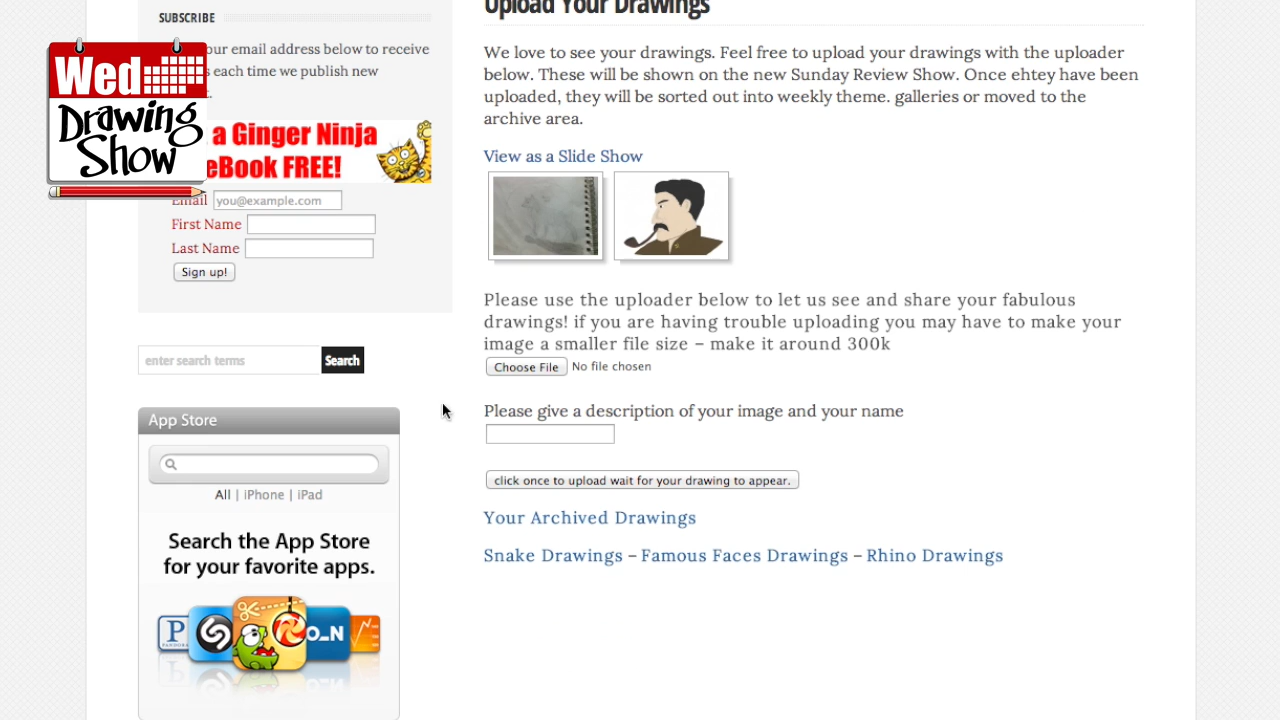 SUBSCRIBE
our email address below to receive
each time we publish new
Wed
Drawing
Show
a Ginger Ninja
eBook FREE!
Email you@example.com
First Name
Last Name
Sign up!
enter search terms Search
App Store
All | iPhone | iPad
Search the App Store
for your favorite apps.
P
PANDORA
O_N
Upload Your Drawings
We love to see your drawings. Feel free to upload your drawings with the uploader
below. These will be shown on the new Sunday Review Show. Once ehtey have been
uploaded, they will be sorted out into weekly theme. galleries or moved to the
archive area.
View as a Slide Show
Please use the uploader below to let us see and share your fabulous
drawings! if you are having trouble uploading you may have to make your
image a smaller file size – make it around 300k
Choose File No file chosen
Please give a description of your image and your name
click once to upload wait for your drawing to appear.
Your Archived Drawings
Snake Drawings – Famous Faces Drawings – Rhino Drawings